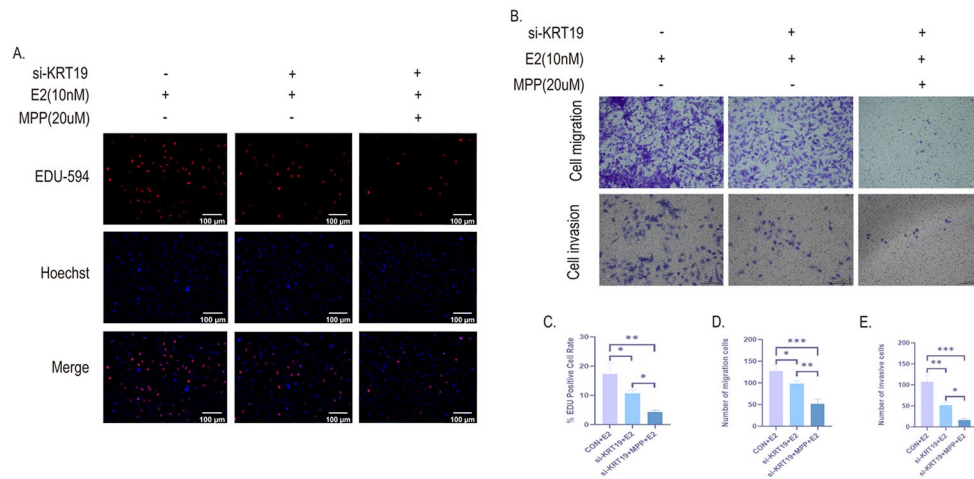 A.
si-KRT19 - + +
E2(10nM) + + +
MPP(20uM) - - +
EDU-594
100 μm 100 μm 100 μm
Hoechst
100 μm 100 μm 100 μm
Merge
100 μm 100 μm 100 μm
B.
si-KRT19 - + +
E2(10nM) + + +
MPP(20uM) - - +
Cell migration
Cell invasion
C.
% EDU Positive Cell Rate
30
20
10
0
** * *
CON+E2
si-KRT19+E2
si-KRT19+MPP+E2
D.
Number of migration cells
200
150
100
50
0
*** * **
CON+E2
si-KRT19+E2
si-KRT19+MPP+E2
E.
Number of invasive cells
200
150
100
50
0
*** ** *
CON+E2
si-KRT19+E2
si-KRT19+MPP+E2